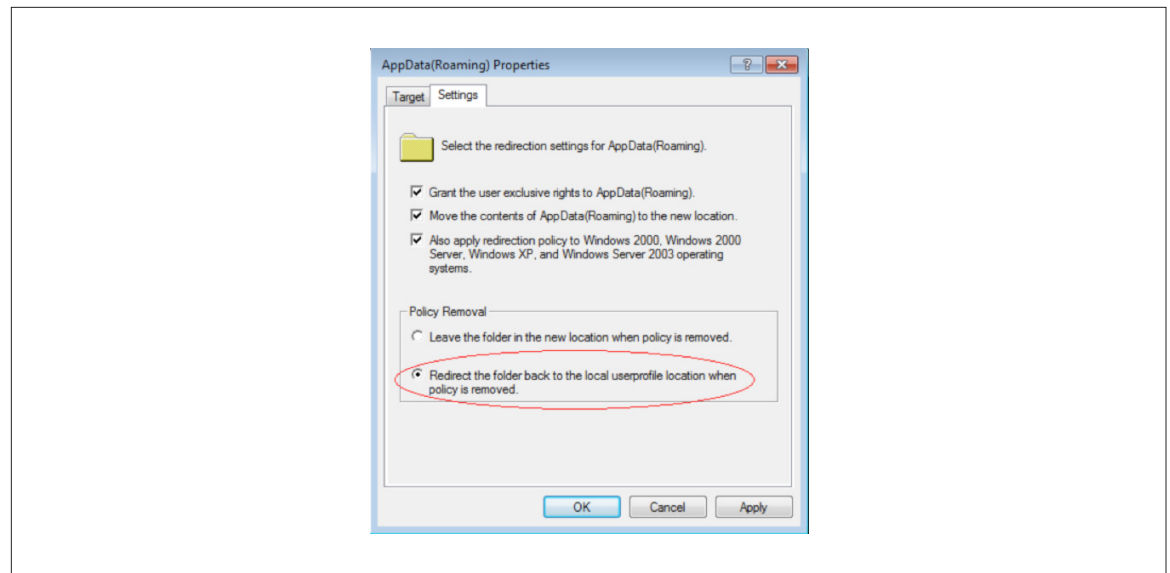 AppData(Roaming) Properties
Target Settings
Select the redirection settings for AppData(Roaming).
Grant the user exclusive rights to AppData(Roaming).
Move the contents of AppData(Roaming) to the new location.
Also apply redirection policy to Windows 2000, Windows 2000
Server, Windows XP, and Windows Server 2003 operating
systems.
Policy Removal
Leave the folder in the new location when policy is removed.
Redirect the folder back to the local userprofile location when
policy is removed.
OK Cancel Apply